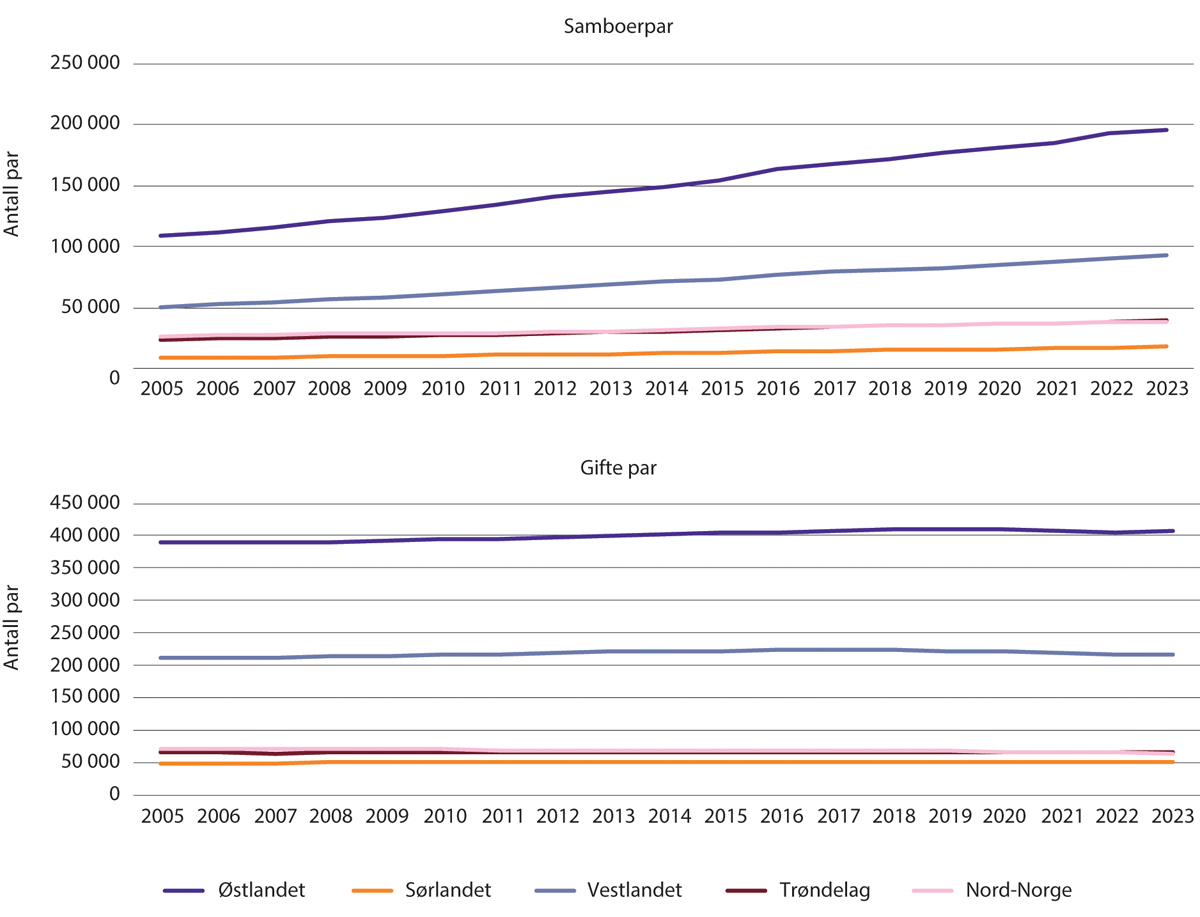 Samboerpar
Antall par
250 000
200 000
150 000
100 000
50 000
0
2005 2006 2007 2008 2009 2010 2011 2012 2013 2014 2015 2016 2017 2018 2019 2020 2021 2022 2023
Gifte par
Antall par
450 000
400 000
350 000
300 000
250 000
200 000
150 000
100 000
50 000
0
2005 2006 2007 2008 2009 2010 2011 2012 2013 2014 2015 2016 2017 2018 2019 2020 2021 2022 2023
Østlandet Sørlandet Vestlandet Trøndelag Nord-Norge